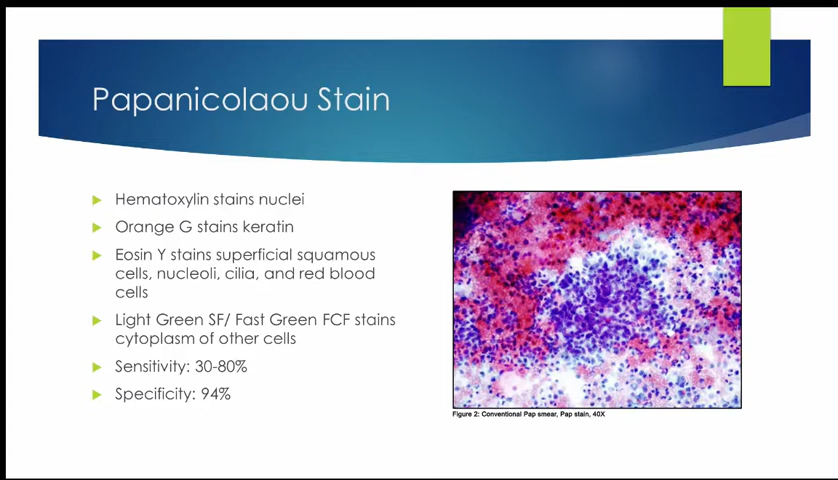 Papanicolaou Stain
Hematoxylin stains nuclei
Orange G stains keratin
Eosin Y stains superficial squamous
cells, nucleoli, cilia, and red blood
cells
Light Green SF/ Fast Green FCF stains
cytoplasm of other cells
Sensitivity: 30-80%
Specificity: 94%
Figure 2: Conventional Pap smear, Pap stain, 40X